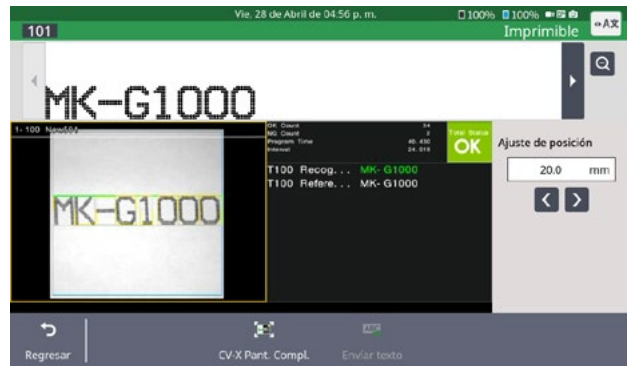 Vie. 28 de Abril de 04:56 p. m.
100% 100%
101
Imprimible
MK-G1000
1- 100
OK Count 34
NG Count 2
Program Time
Interval
Total Status
OK
T100 Recog... MK- G1000
T100 Refere... MK- G1000
MK-G1000
Ajuste de posición
20.0 mm
Regresar
CV-X Pant. Compl.
Enviar texto